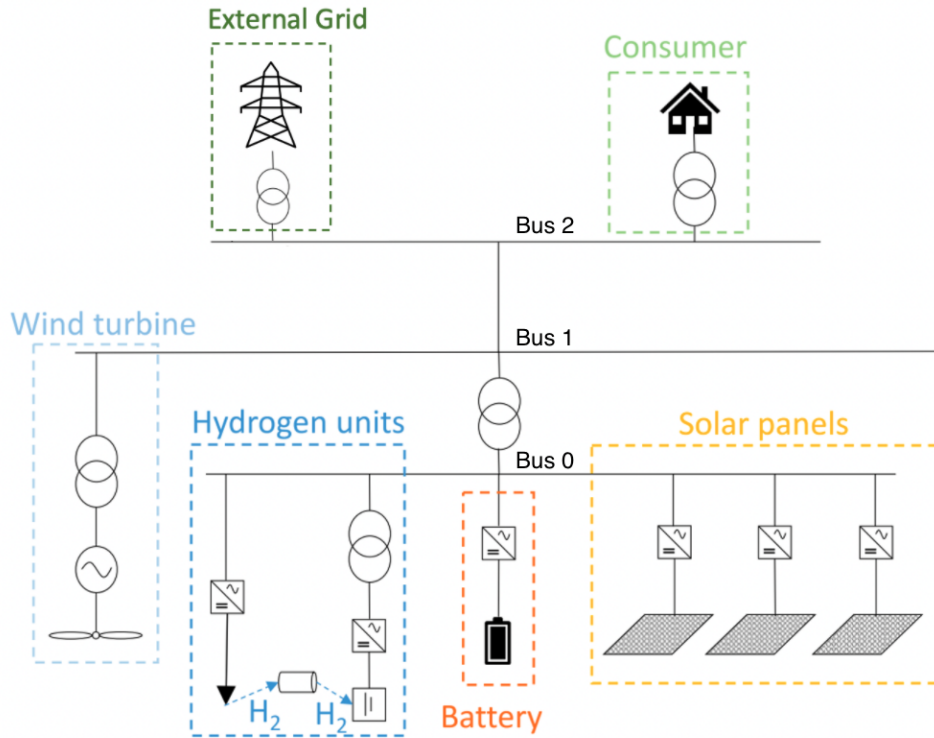 External Grid
Consumer
Bus 2
Wind turbine
Bus 1
Hydrogen units
Solar panels
Bus 0
H₂
H₂
Battery